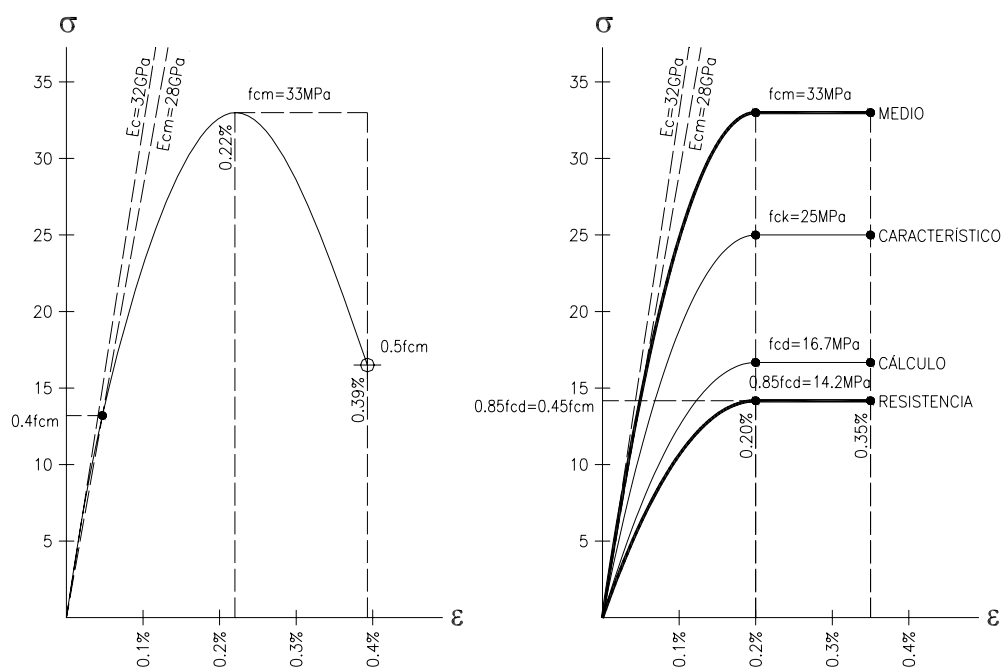 σ
35
30
25
20
15
10
5
0.4fcm
Ec=32GPa
Ecm=28GPa
fcm=33MPa
0.22%
0.5fcm
0.39%
0.1%
0.2%
0.3%
0.4%
ε
σ
35
30
25
20
15
10
5
0.85fcd=0.45fcm
Ec=32GPa
Ecm=28GPa
fcm=33MPa
MEDIO
fck=25MPa
CARACTERÍSTICO
fcd=16.7MPa
CÁLCULO
0.85fcd=14.2MPa
RESISTENCIA
0.20%
0.35%
0.1%
0.2%
0.3%
0.4%
ε